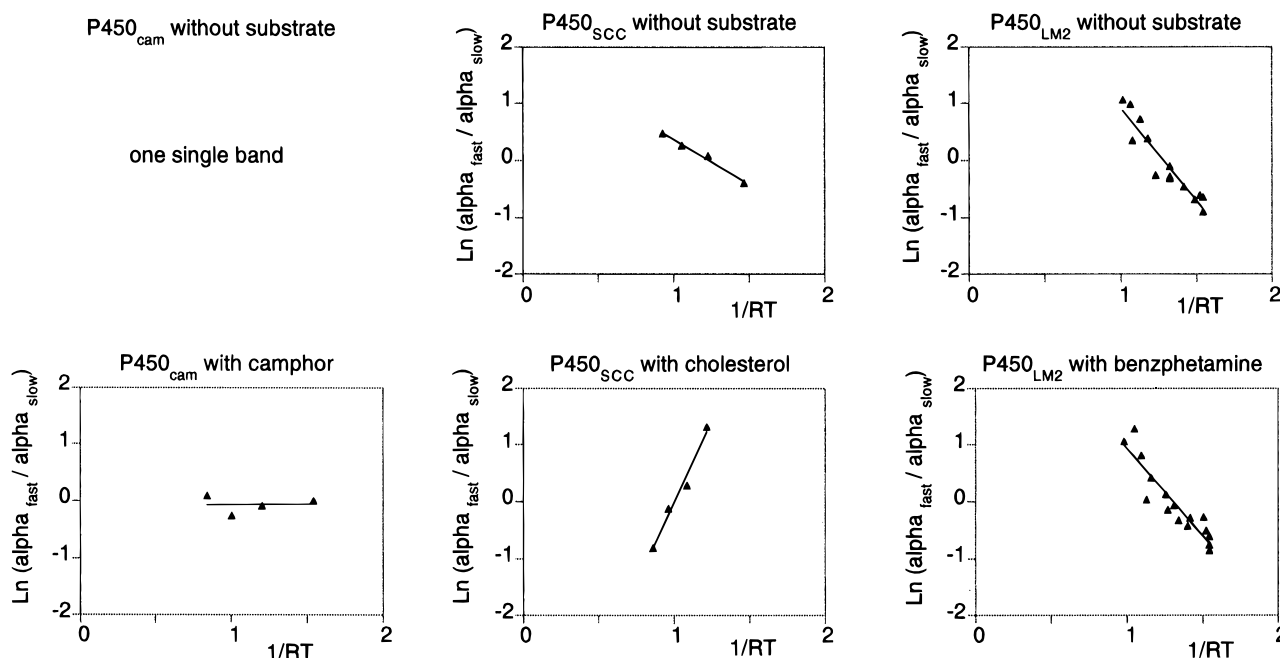 P450cam without substrate
one single band
P450SCC without substrate
Ln (alpha fast / alpha slow)
2
1
0
-1
-2
0
1
2
1/RT
P450LM2 without substrate
Ln (alpha fast / alpha slow)
2
1
0
-1
-2
0
1
2
1/RT
P450cam with camphor
Ln (alpha fast / alpha slow)
2
1
0
-1
-2
0
1
2
1/RT
P450SCC with cholesterol
Ln (alpha fast / alpha slow)
2
1
0
-1
-2
0
1
2
1/RT
P450LM2 with benzphetamine
Ln (alpha fast / alpha slow)
2
1
0
-1
-2
0
1
2
1/RT